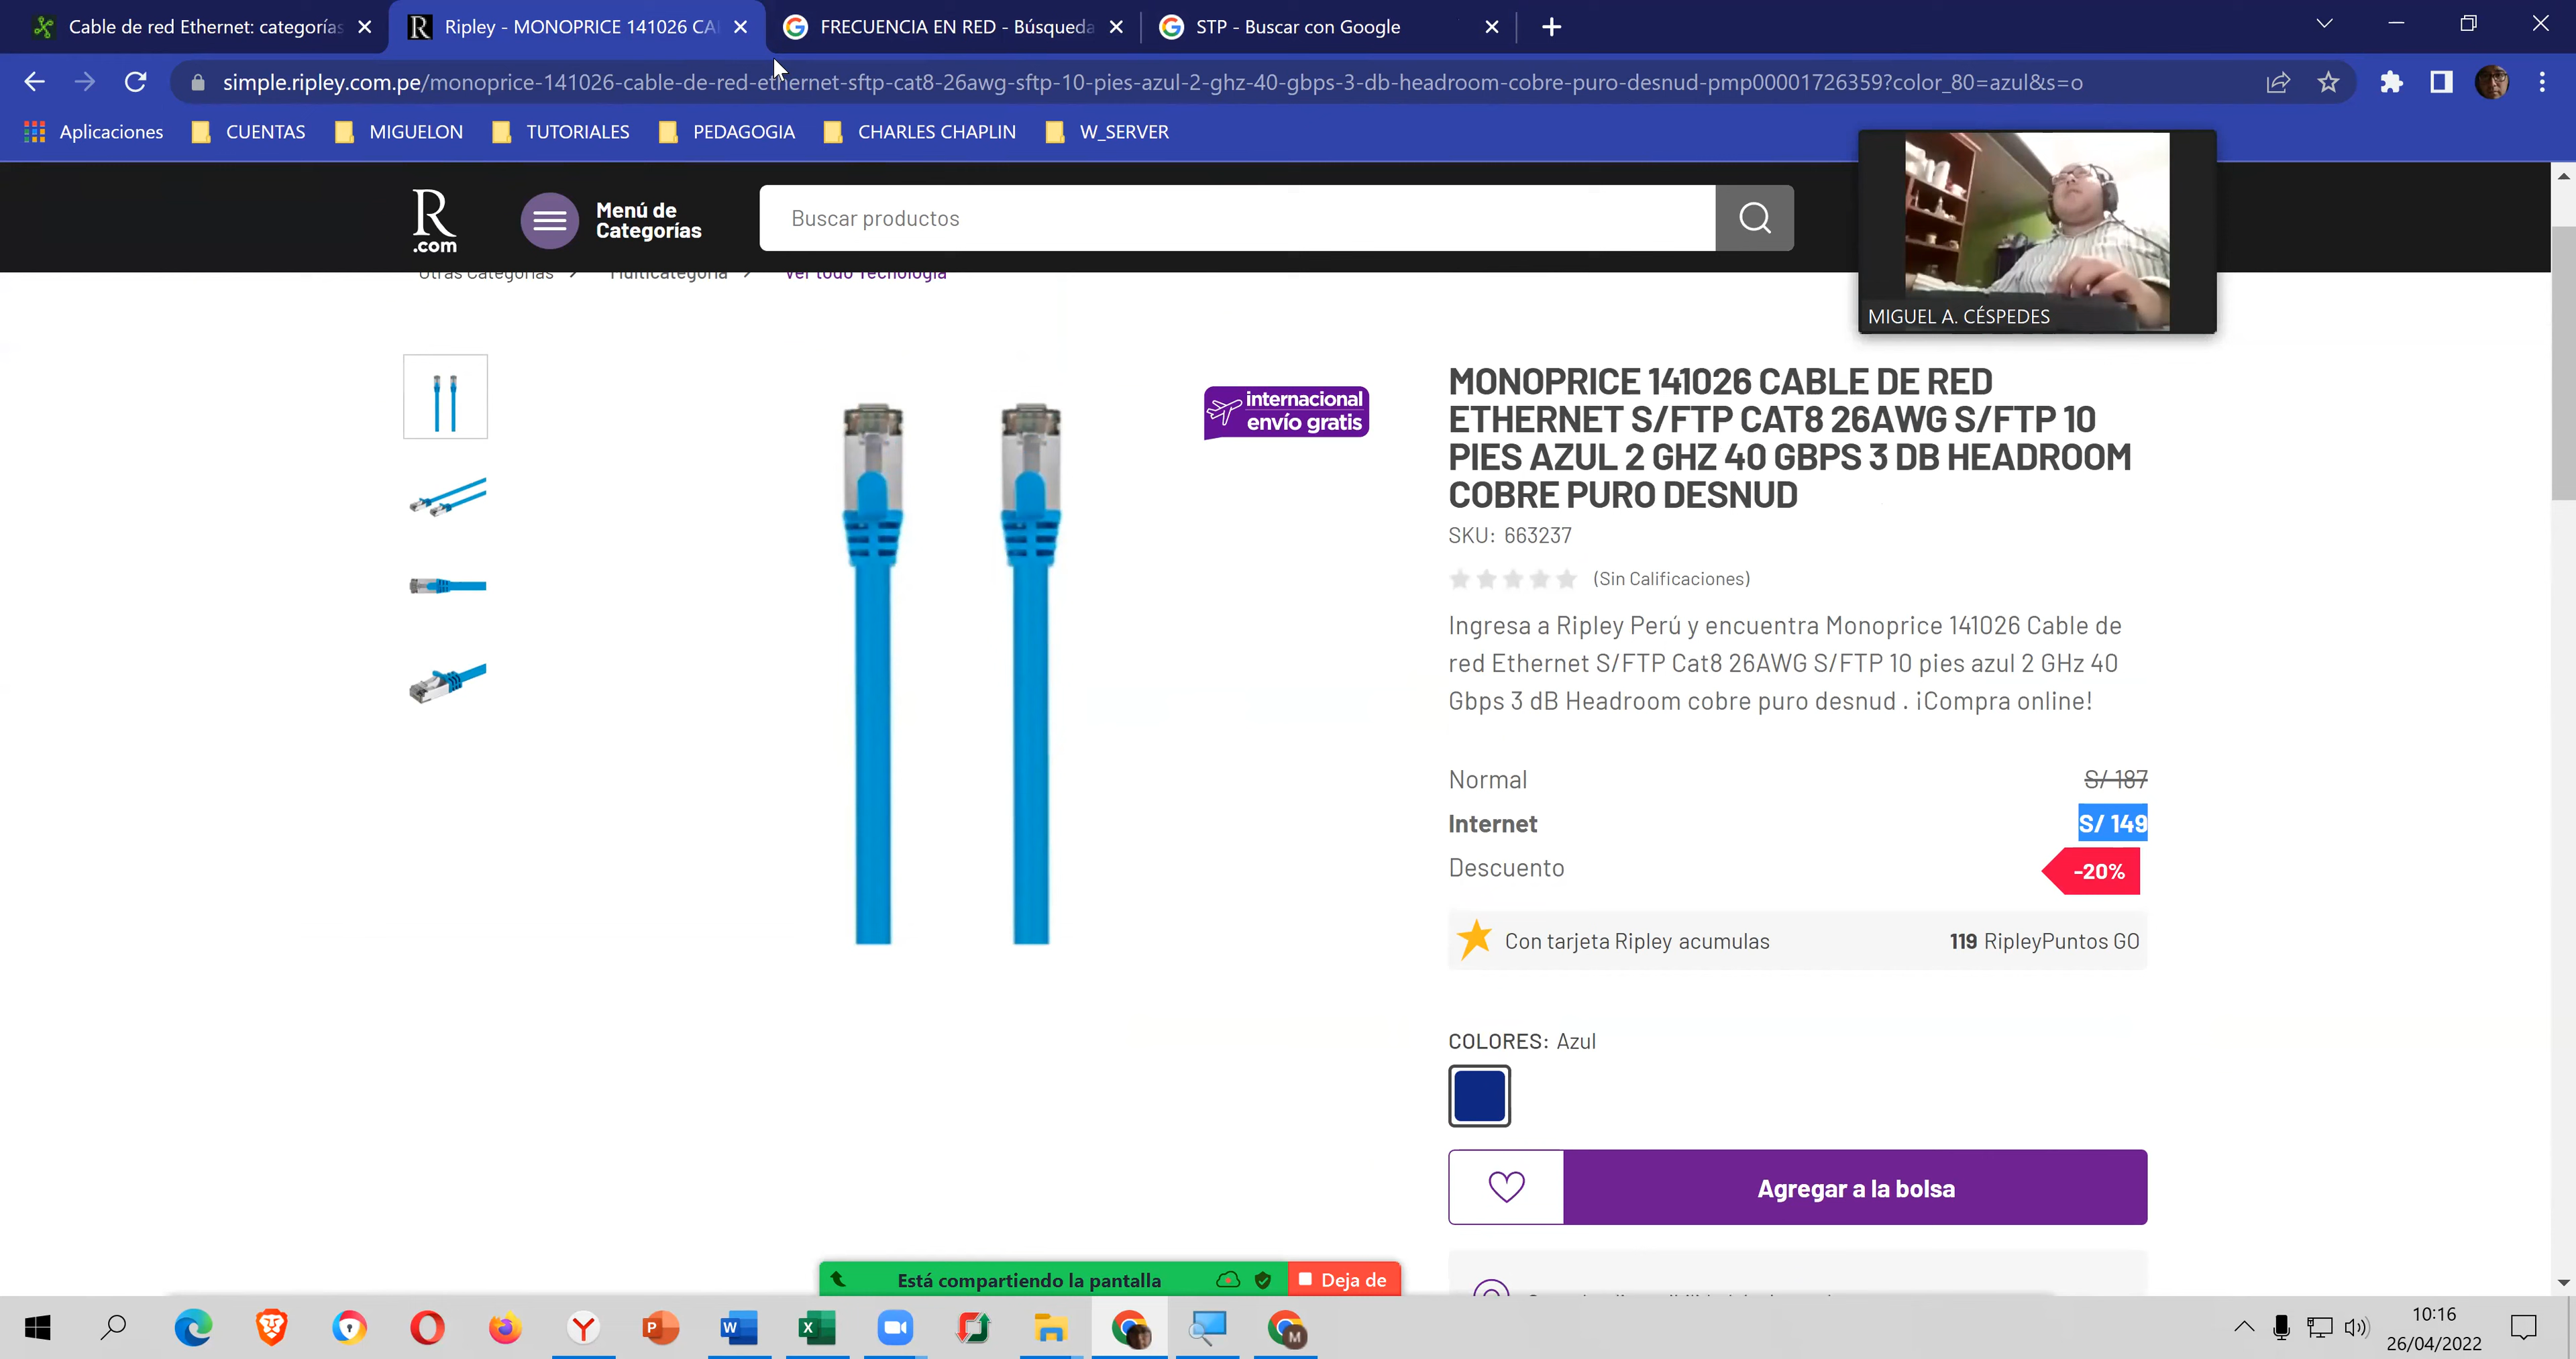 Cable de red Ethernet: categorías
Ripley - MONOPRICE 141026 CA
FRECUENCIA EN RED - Búsqueda
STP - Buscar con Google
simple.ripley.com.pe/monoprice-141026-cable-de-red-ethernet-sftp-cat8-26awg-sftp-10-pies-azul-2-ghz-40-gbps-3-db-headroom-cobre-puro-desnud-pmp00001726359?color_80=azul&s=o
Aplicaciones
CUENTAS
MIGUELON
TUTORIALES
PEDAGOGIA
CHARLES CHAPLIN
W_SERVER
R
.com
Menú de
Categorías
Buscar productos
MIGUEL A. CÉSPEDES
Otras Categorías > Multicategoría > Ver todo Tecnología
internacional
envío gratis
MONOPRICE 141026 CABLE DE RED
ETHERNET S/FTP CAT8 26AWG S/FTP 10
PIES AZUL 2 GHZ 40 GBPS 3 DB HEADROOM
COBRE PURO DESNUD
SKU: 663237
(Sin Calificaciones)
Ingresa a Ripley Perú y encuentra Monoprice 141026 Cable de
red Ethernet S/FTP Cat8 26AWG S/FTP 10 pies azul 2 GHz 40
Gbps 3 dB Headroom cobre puro desnud . ¡Compra online!
Normal S/ 187
Internet S/ 149
Descuento -20%
Con tarjeta Ripley acumulas 119 RipleyPuntos GO
COLORES: Azul
Agregar a la bolsa
Está compartiendo la pantalla
Deja de
10:16
26/04/2022